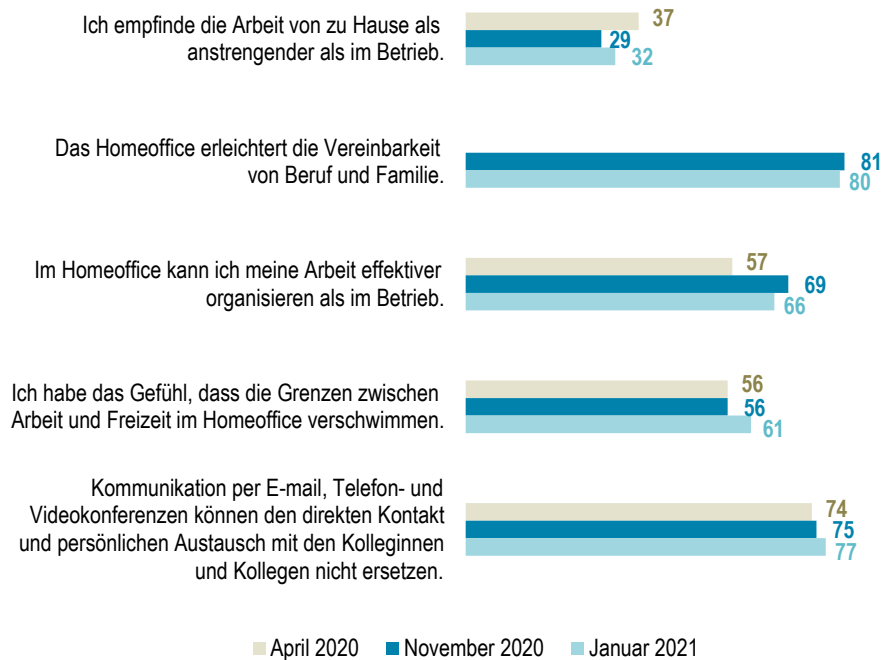 Ich empfinde die Arbeit von zu Hause als
anstrengender als im Betrieb.
37
29
32
Das Homeoffice erleichtert die Vereinbarkeit
von Beruf und Familie.
81
80
Im Homeoffice kann ich meine Arbeit effektiver
organisieren als im Betrieb.
57
69
66
Ich habe das Gefühl, dass die Grenzen zwischen
Arbeit und Freizeit im Homeoffice verschwimmen.
56
56
61
Kommunikation per E-mail, Telefon- und
Videokonferenzen können den direkten Kontakt
und persönlichen Austausch mit den Kolleginnen
und Kollegen nicht ersetzen.
74
75
77
April 2020 November 2020 Januar 2021